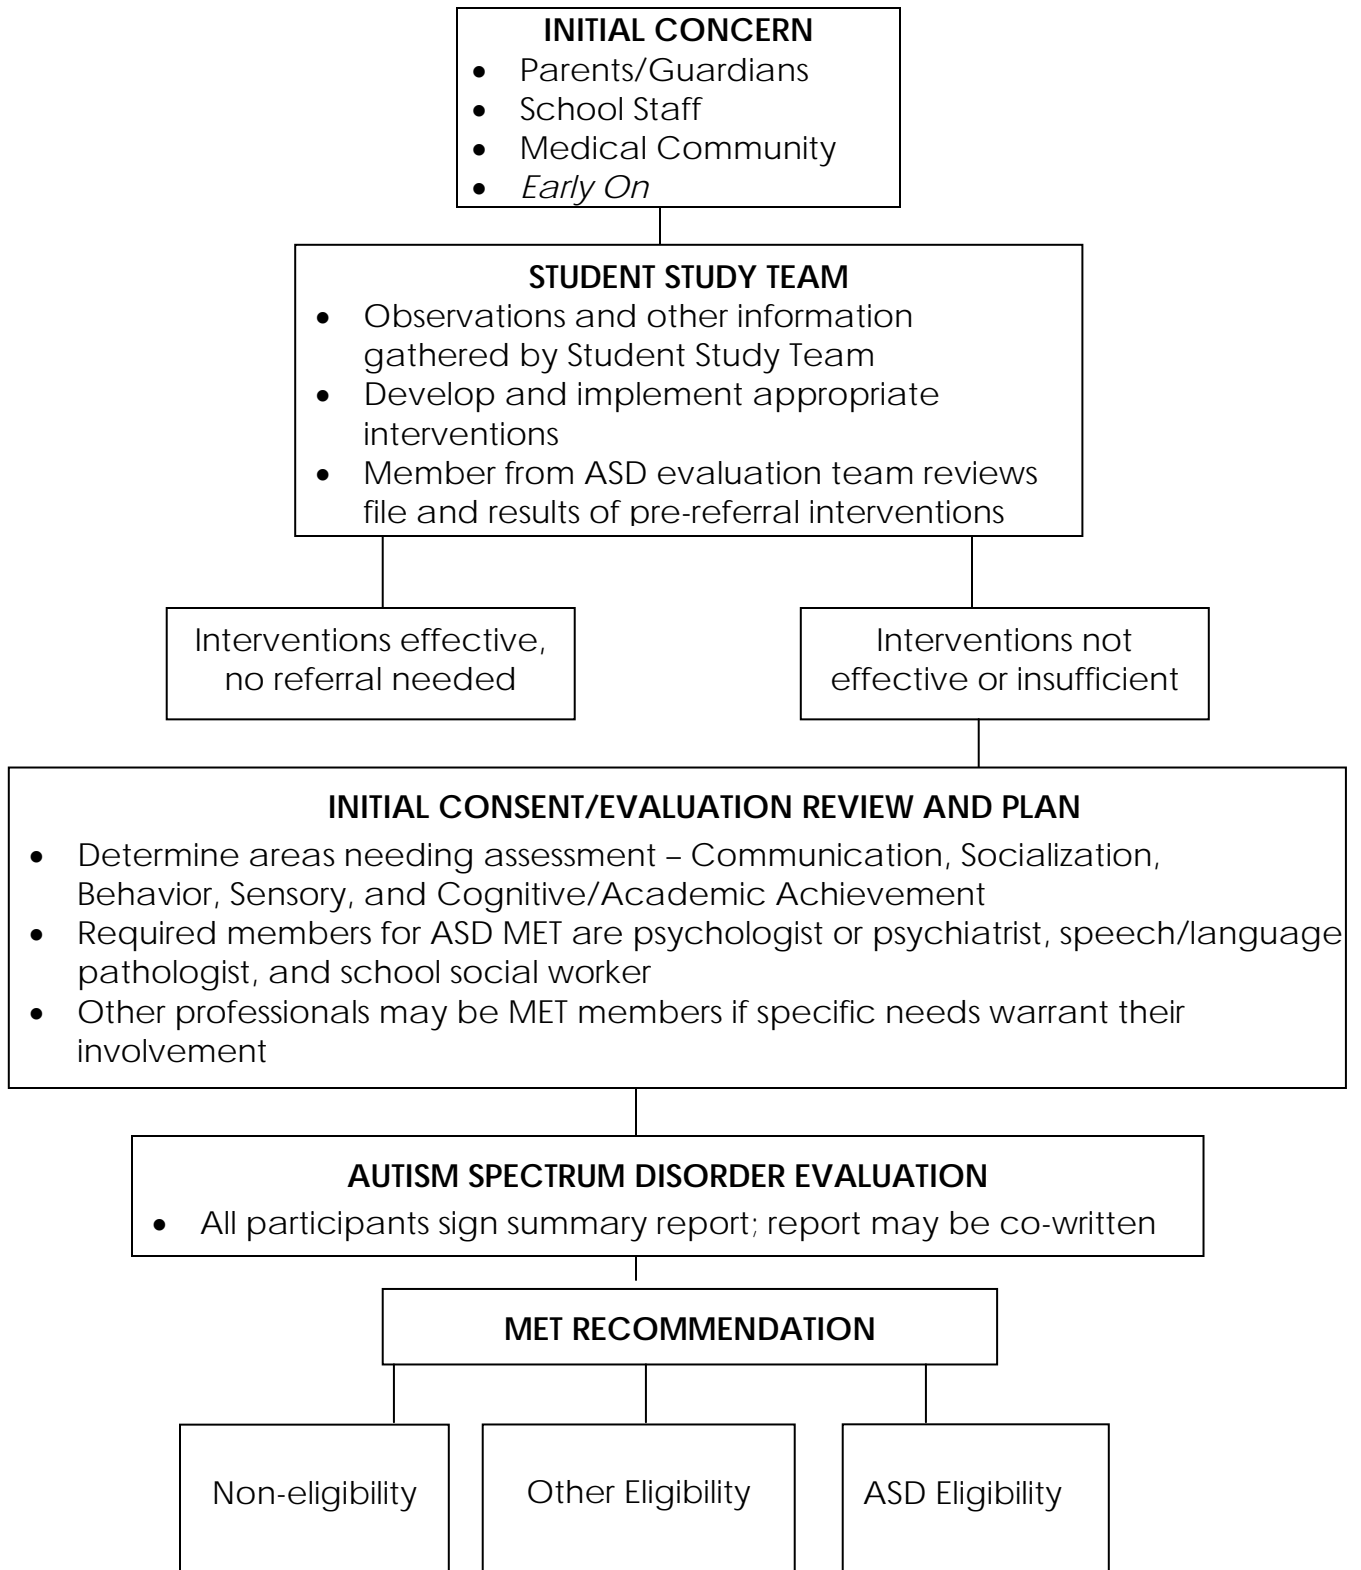 INITIAL CONCERN
• Parents/Guardians
• School Staff
• Medical Community
• Early On
STUDENT STUDY TEAM
• Observations and other information
gathered by Student Study Team
• Develop and implement appropriate
interventions
• Member from ASD evaluation team reviews
file and results of pre-referral interventions
Interventions effective,
no referral needed
Interventions not
effective or insufficient
INITIAL CONSENT/EVALUATION REVIEW AND PLAN
• Determine areas needing assessment – Communication, Socialization,
Behavior, Sensory, and Cognitive/Academic Achievement
• Required members for ASD MET are psychologist or psychiatrist, speech/language
pathologist, and school social worker
• Other professionals may be MET members if specific needs warrant their
involvement
AUTISM SPECTRUM DISORDER EVALUATION
• All participants sign summary report; report may be co-written
MET RECOMMENDATION
Non-eligibility
Other Eligibility
ASD Eligibility